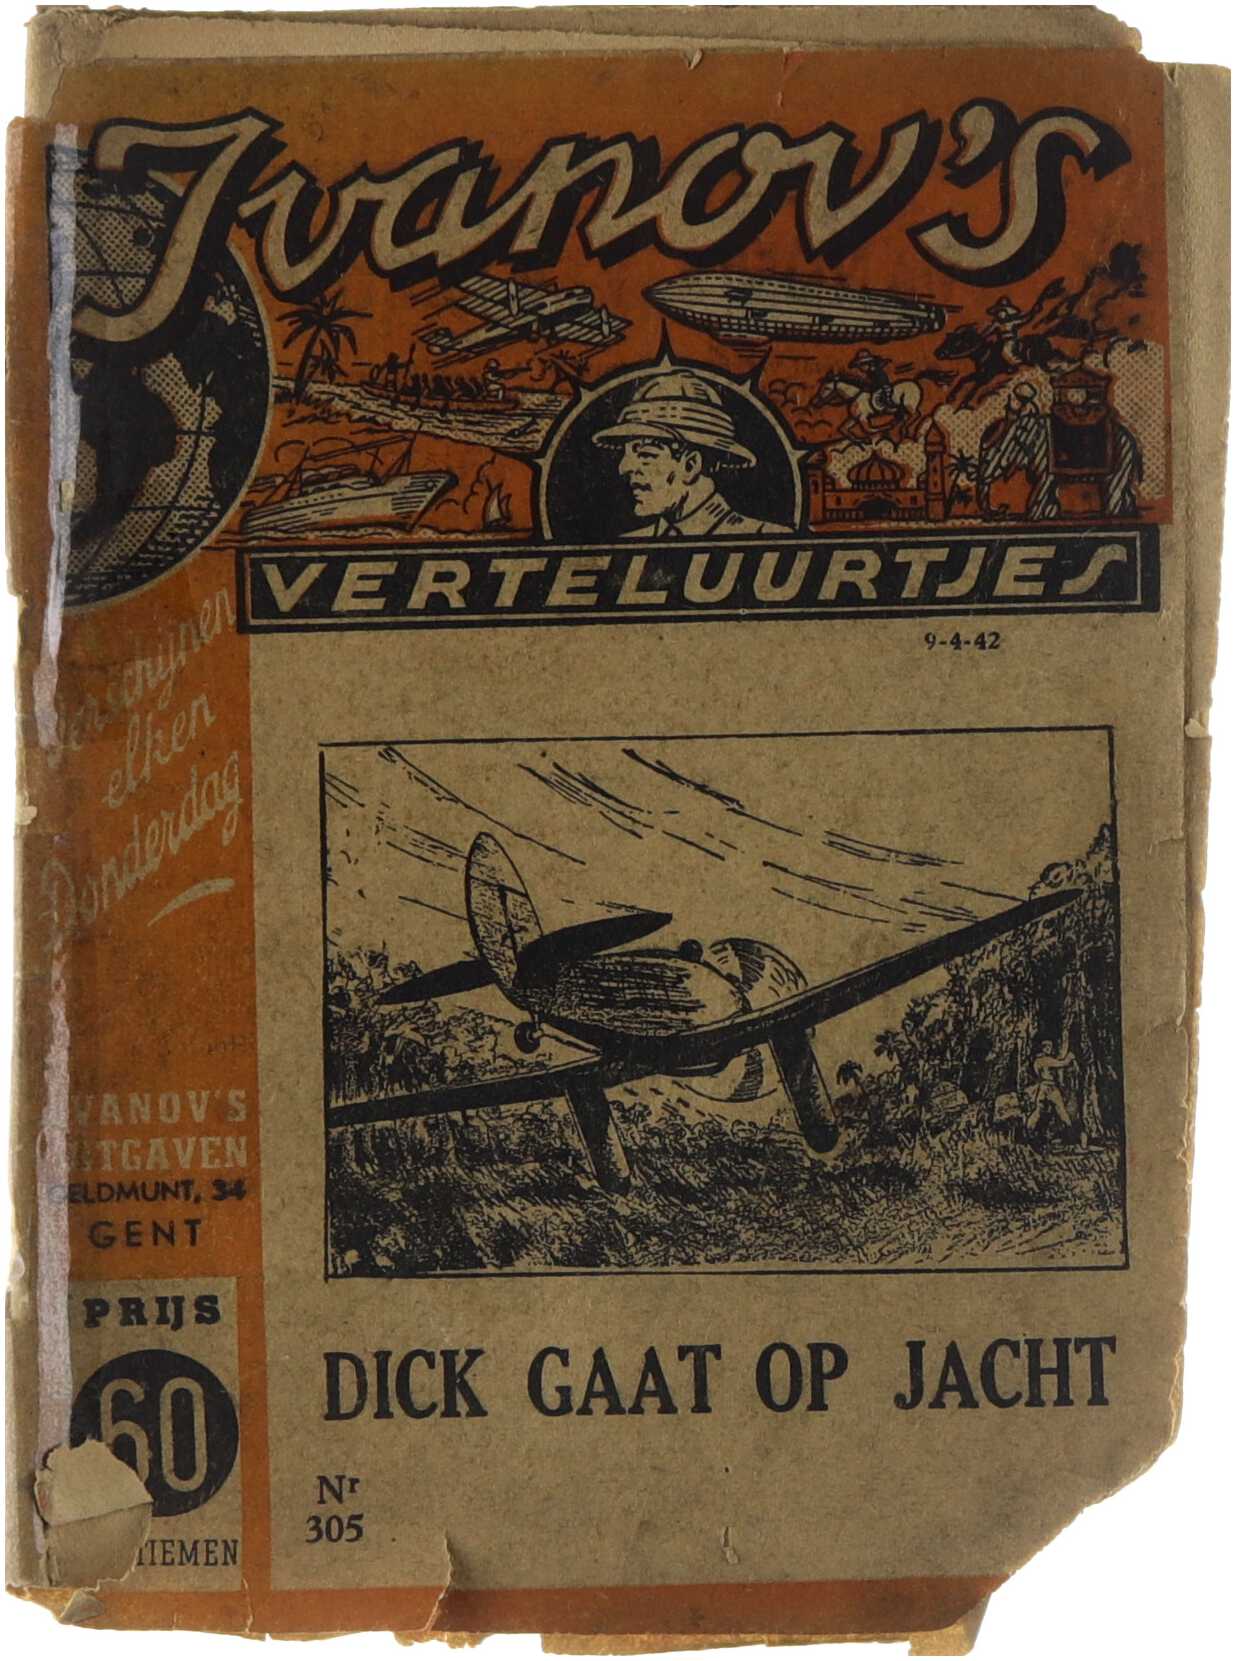 Ivanov's
VERTELUURTJES
9-4-42
Verschijnen
elken
Donderdag
IVANOV'S
UITGAVEN
GELDMUNT, 34
GENT
PRIJS
60
TIEMEN
DICK GAAT OP JACHT
Nr
305